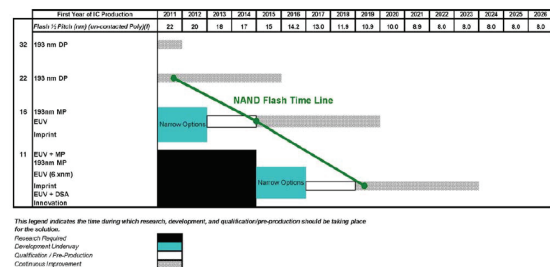 First Year of IC Production 2011 2012 2013 2014 2015 2016 2017 2018 2019 2020 2021 2022 2023 2024 2025 2026
Flash ½ Pitch (nm) (un-contacted Poly)(f) 22 20 18 17 15 14.2 13.0 11.9 10.9 10.0 8.9 8.0 8.0 8.0 8.0 8.0
32 193 nm DP
22 193 nm DP
NAND Flash Time Line
16 193nm MP
EUV
Imprint
Narrow Options
11 EUV + MP
193nm MP
EUV (6.xnm)
Imprint
EUV + DSA
Innovation
Narrow Options
This legend indicates the time during which research, development, and qualification/pre-production should be taking place
for the solution.
Research Required
Development Underway
Qualification / Pre-Production
Continuous Improvement